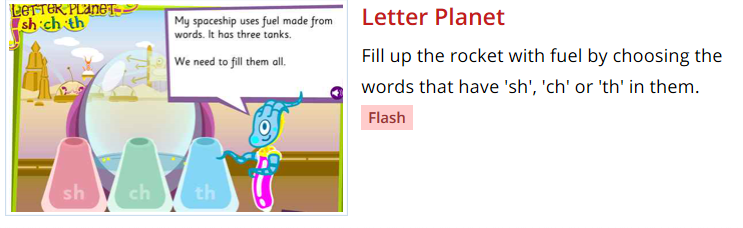 LETTER PLANET
sh :ch :th
My spaceship uses fuel made from
words. It has three tanks.
We need to fill them all.
sh
ch
th
Letter Planet
Fill up the rocket with fuel by choosing the
words that have 'sh', 'ch' or 'th' in them.
Flash